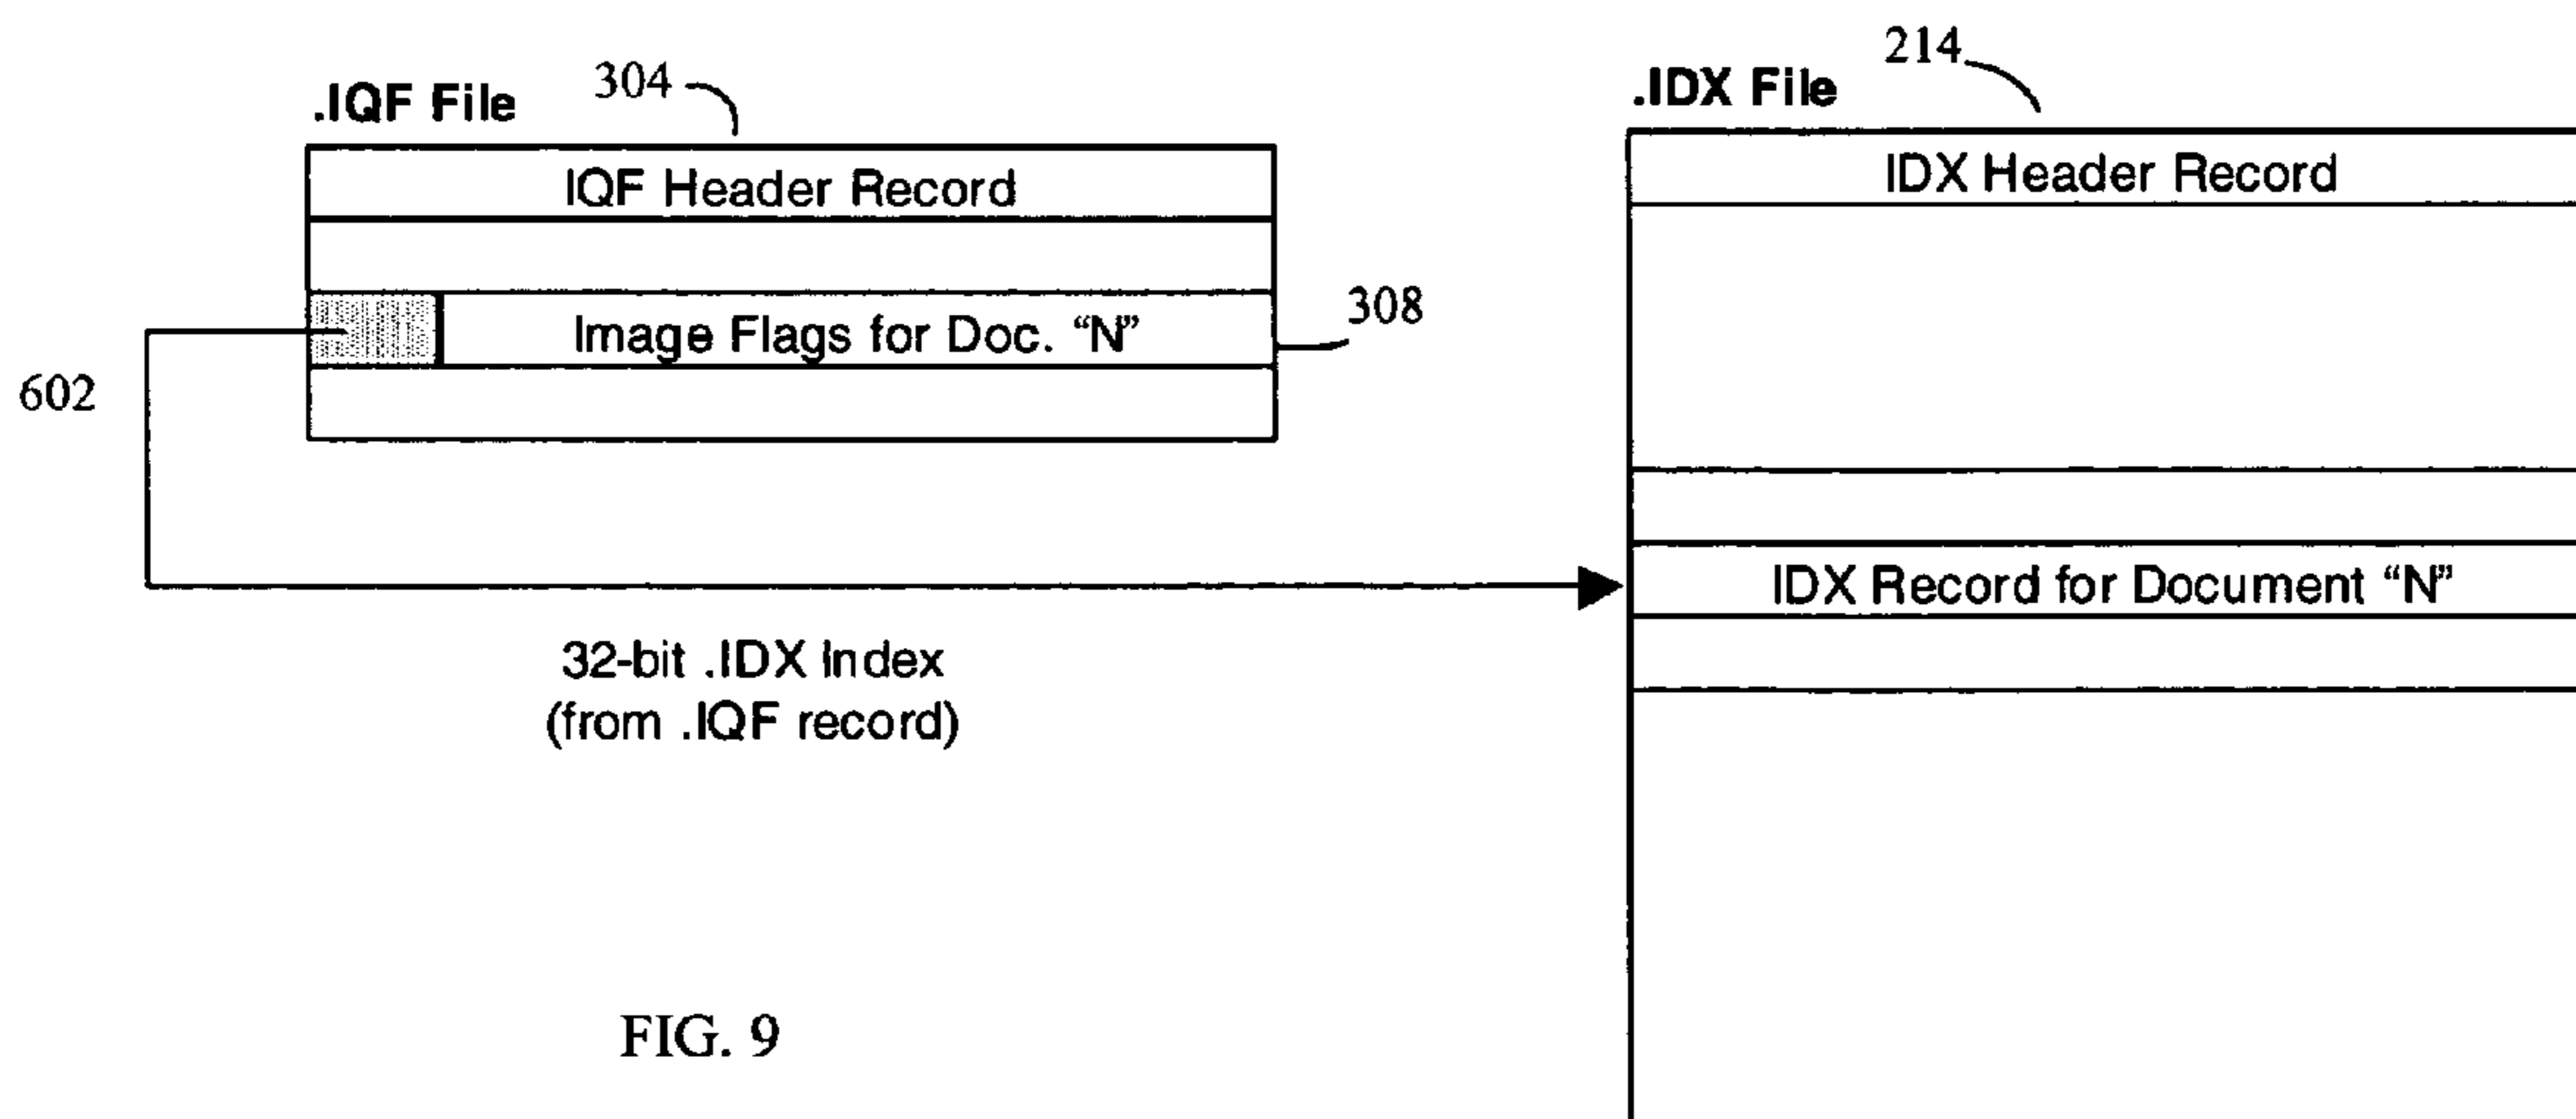 .IQF File
304
IQF Header Record
Image Flags for Doc. “N”
308
602
32-bit .IDX Index
(from .IQF record)
214
.IDX File
IDX Header Record
IDX Record for Document “N”
FIG. 9